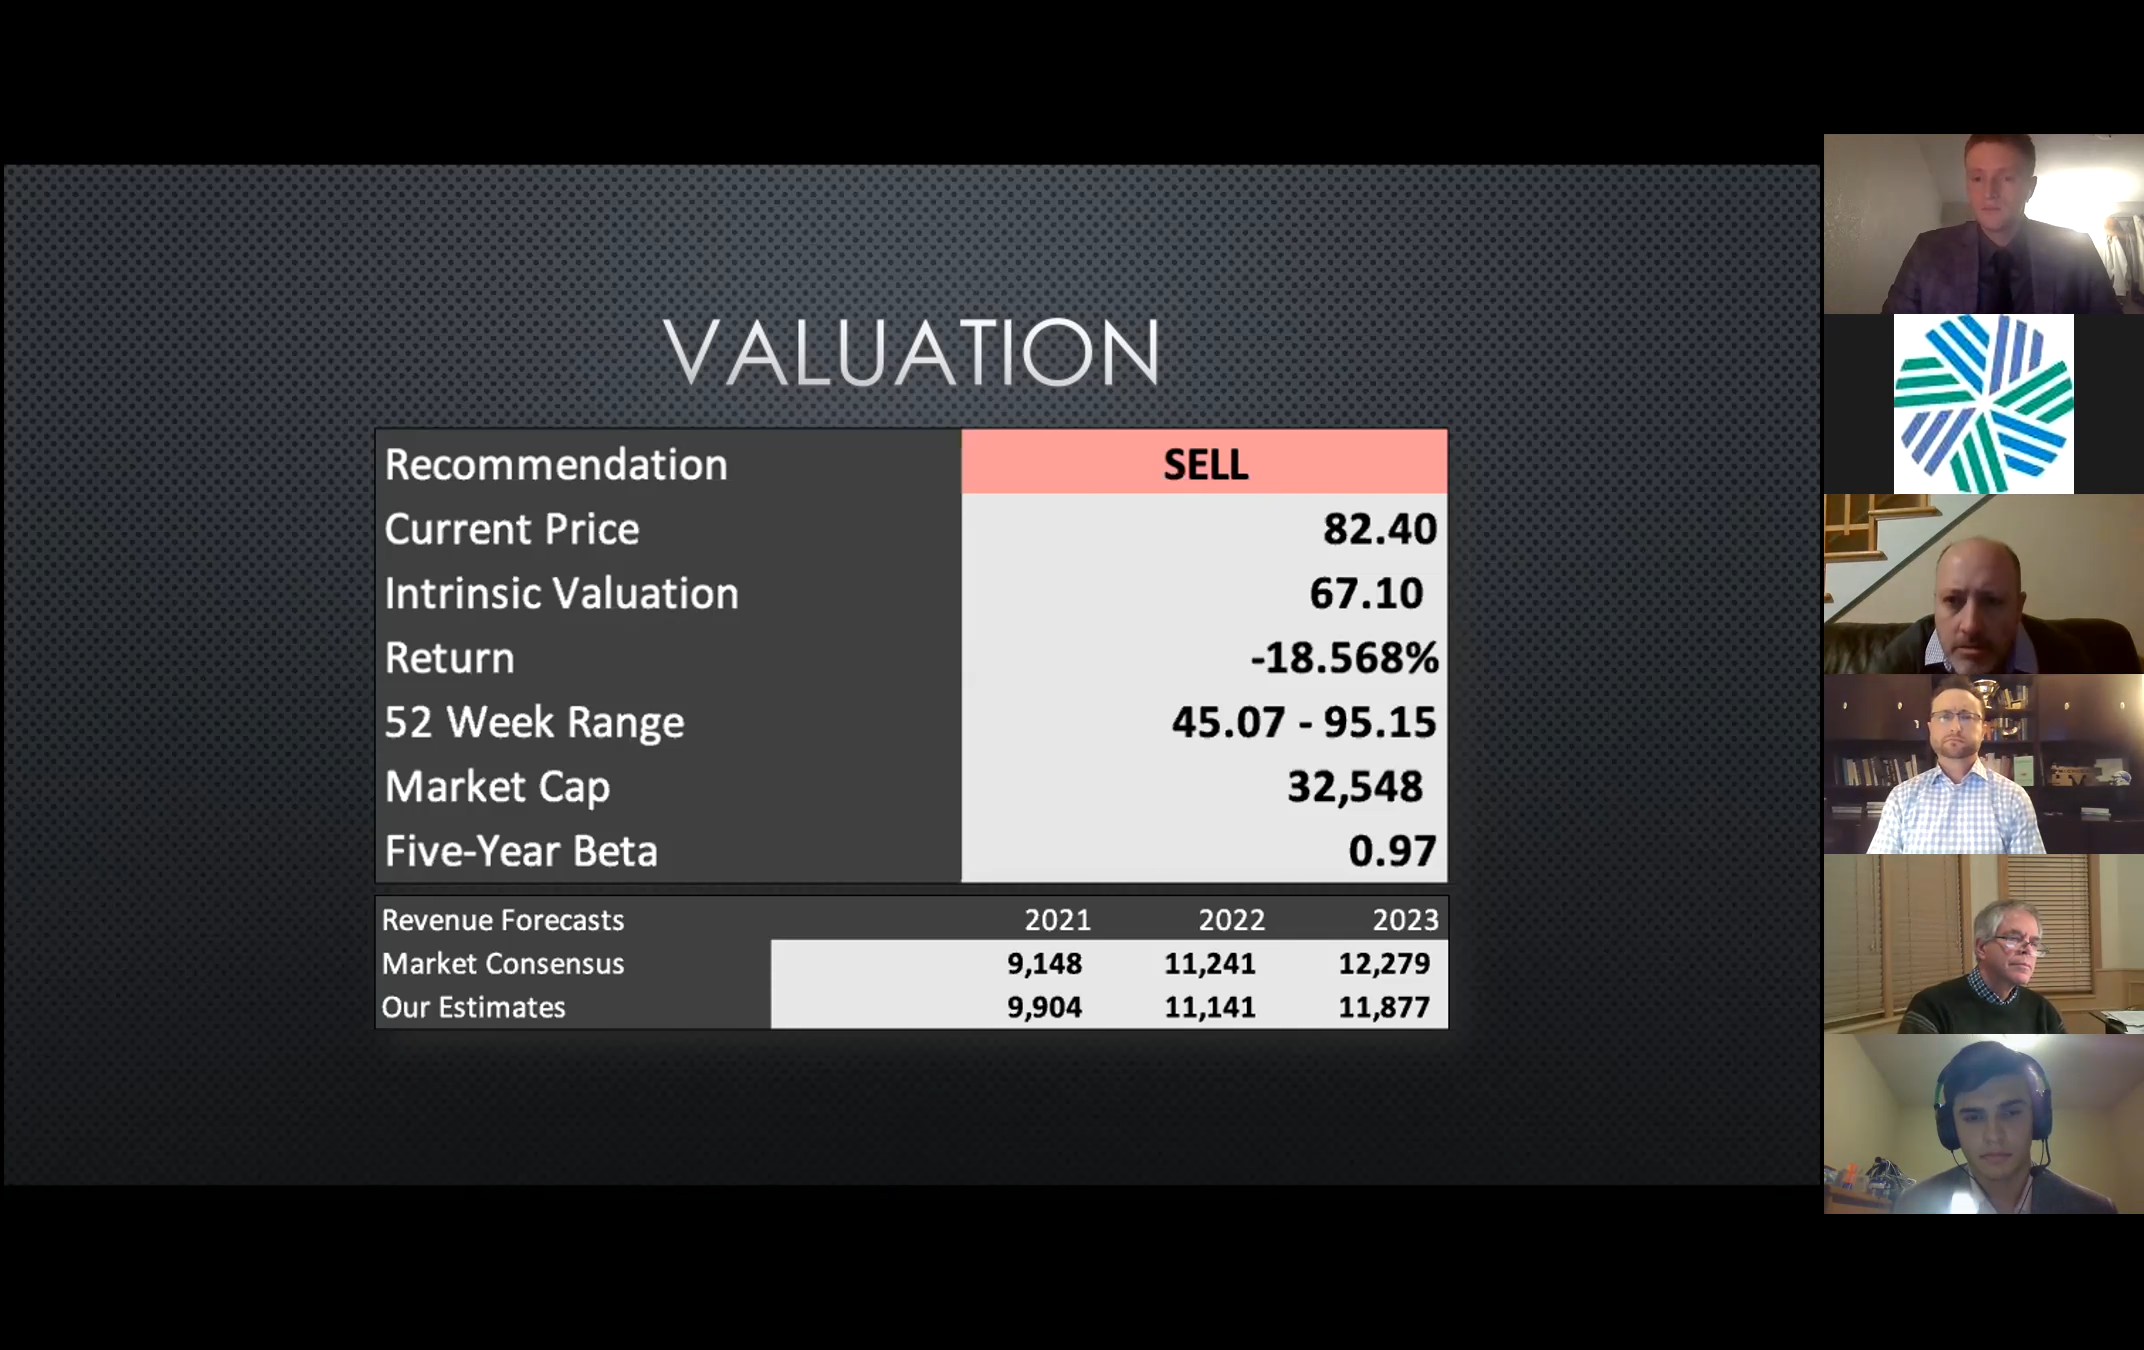 VALUATION
Recommendation SELL
Current Price 82.40
Intrinsic Valuation 67.10
Return -18.568%
52 Week Range 45.07 - 95.15
Market Cap 32,548
Five-Year Beta 0.97
Revenue Forecasts 2021 2022 2023
Market Consensus 9,148 11,241 12,279
Our Estimates 9,904 11,141 11,877